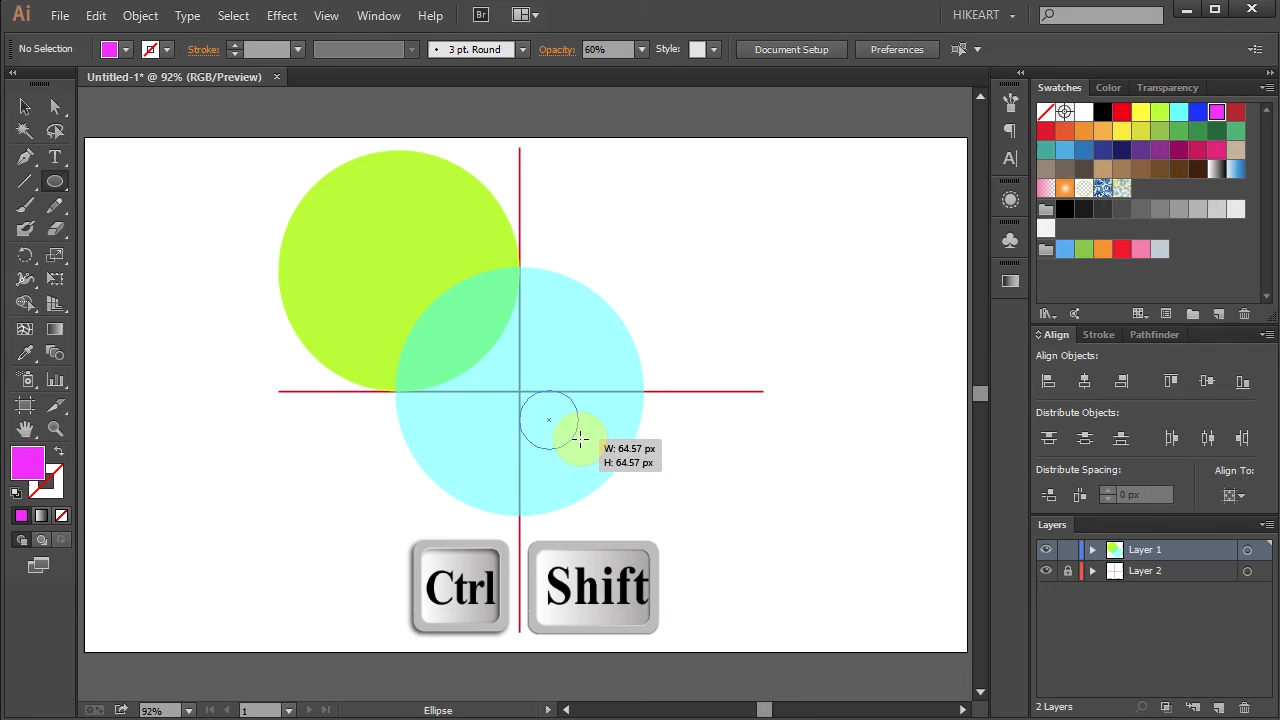 Ai File Edit Object Type Select Effect View Window Help Br HIKEART
No Selection Stroke: 3 pt. Round Opacity: 60% Style: Document Setup Preferences
Untitled-1* @ 92% (RGB/Preview)
Swatches Color Transparency
Align Stroke Pathfinder
Align Objects:
Distribute Objects:
Distribute Spacing: Align To:
0 px
W: 64.57 px
H: 64.57 px
Layers
Layer 1
Layer 2
Ctrl Shift
92% 1 Ellipse
2 Layers